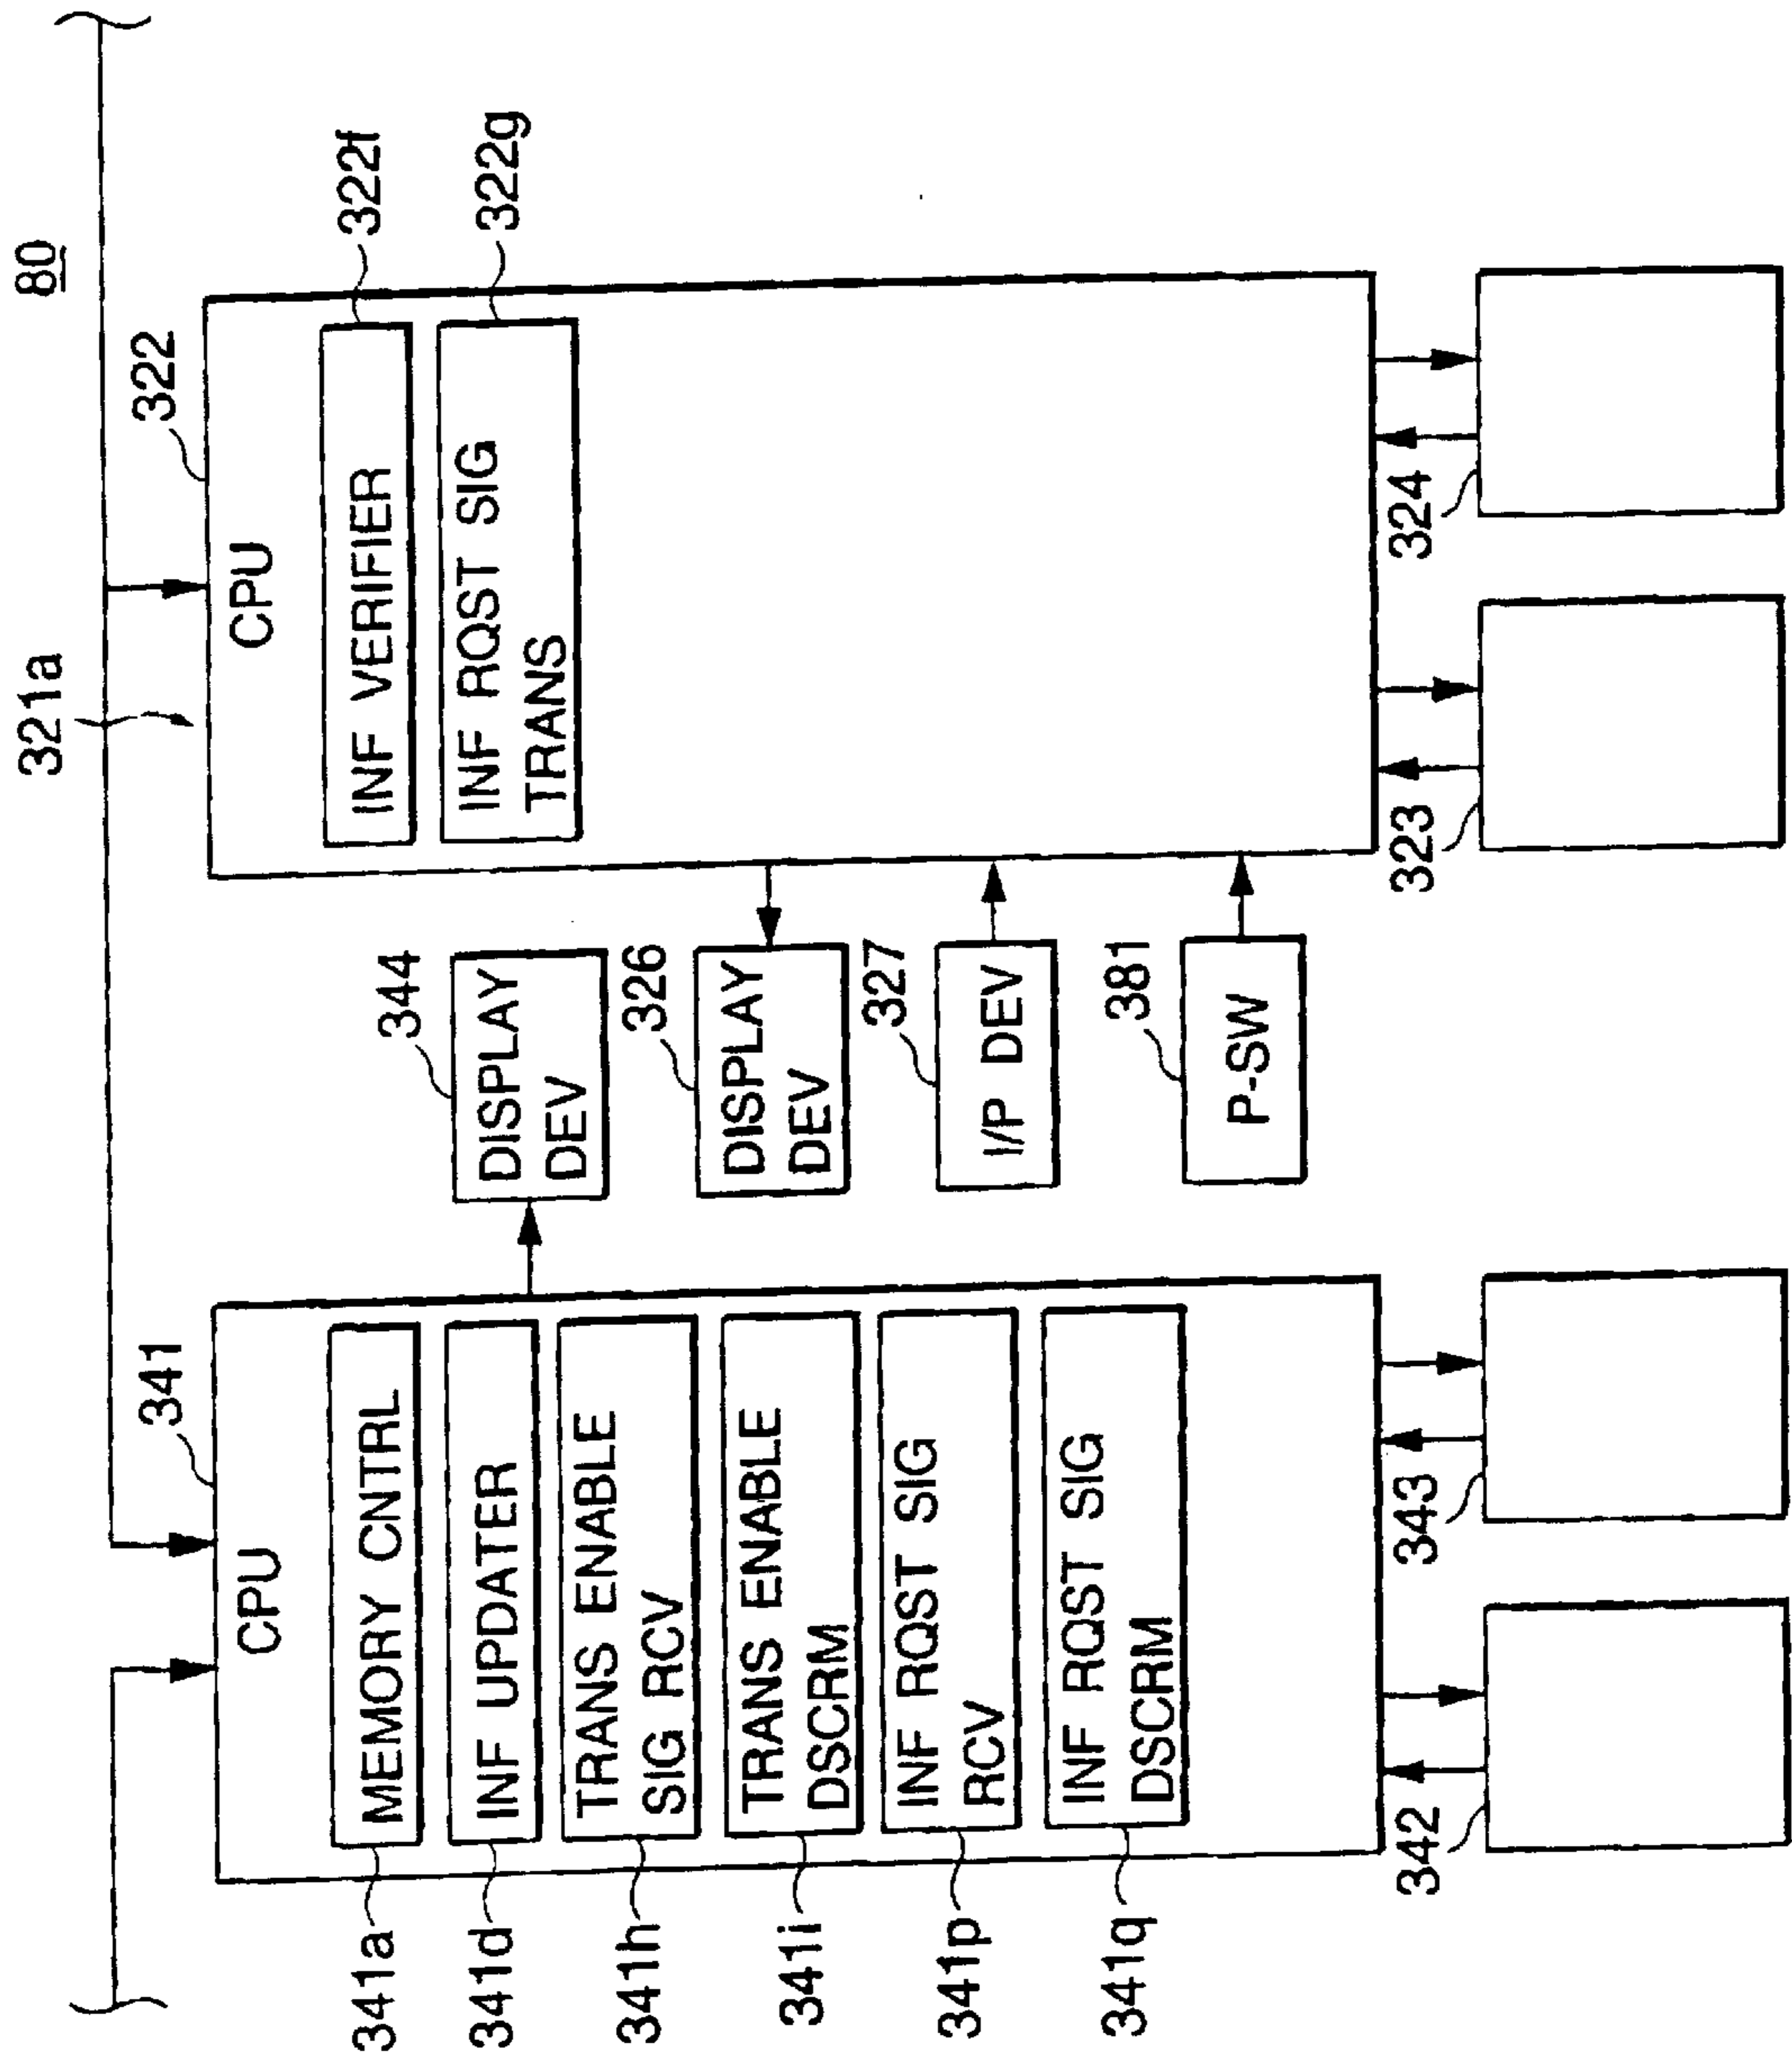 80
321a
322
CPU
INF VERIFIER
322f
INF RQST SIG
TRANS
322g
323
324
344
DISPLAY
DEV
326
DISPLAY
DEV
327
I/P DEV
381
P-SW
341
CPU
341a
MEMORY CNTRL
341d
INF UPDATER
341h
TRANS ENABLE
SIG RCV
341i
TRANS ENABLE
DSCRM
341p
INF RQST SIG
RCV
341q
INF RQST SIG
DSCRM
342
343